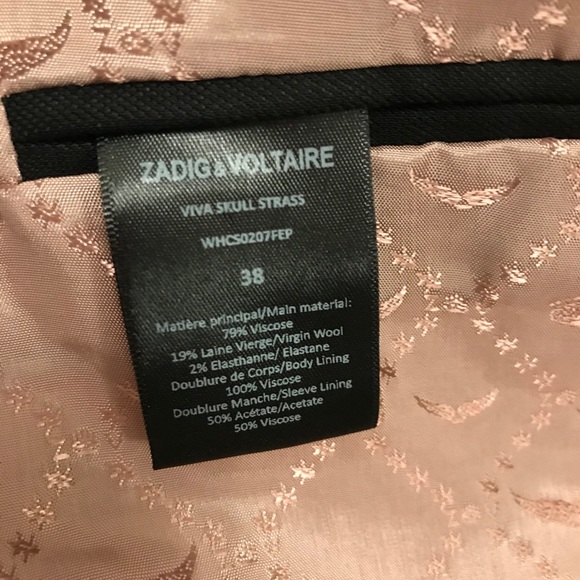 ZADIG & VOLTAIRE
VIVA SKULL STRASS
WHCS0207FEP
38
Matière principal/Main material:
79% Viscose
19% Laine Vierge/Virgin Wool
2% Elasthanne/ Elastane
Doublure de Corps/Body Lining
100% Viscose
Doublure Manche/Sleeve Lining
50% Acétate/Acetate
50% Viscose